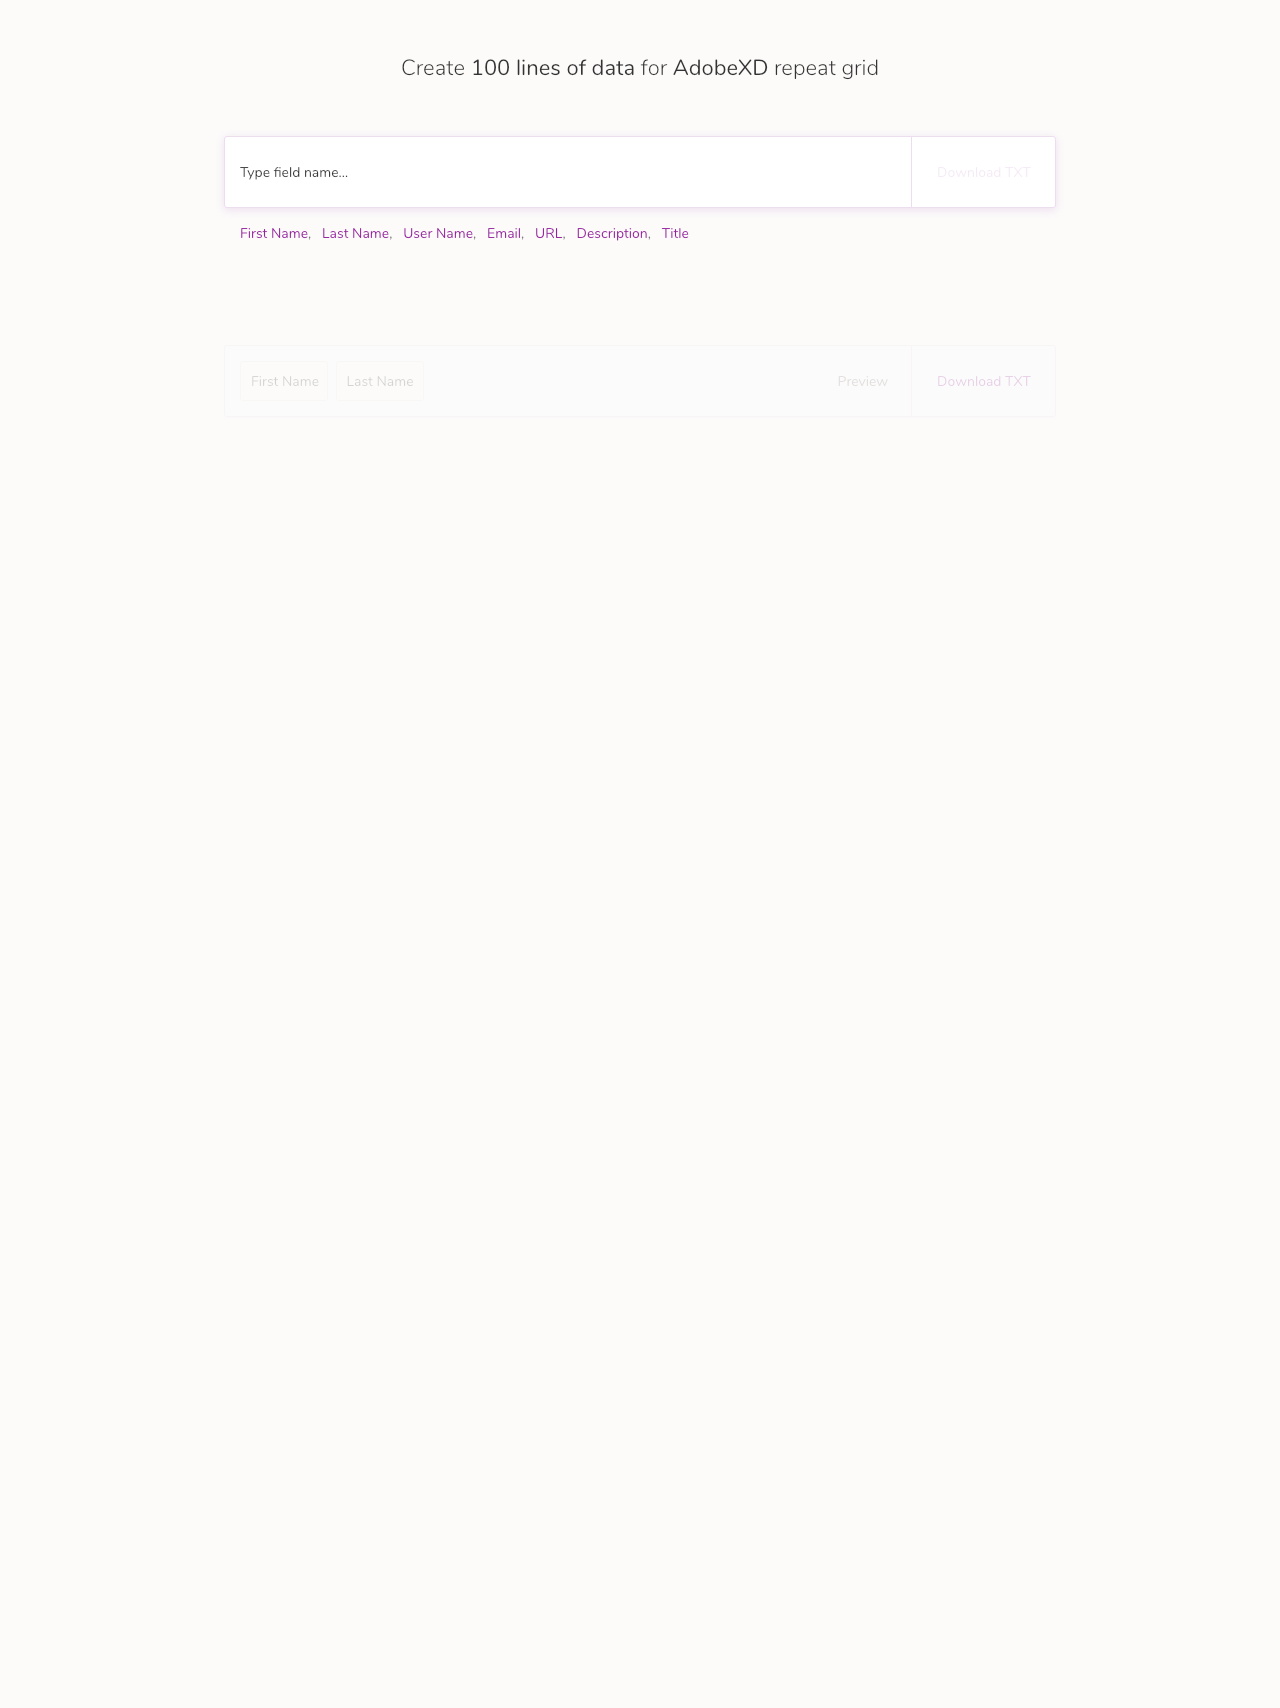 Create 100 lines of data for AdobeXD repeat grid
Type field name... Download TXT
First Name, Last Name, User Name, Email, URL, Description, Title
First Name Last Name Preview Download TXT